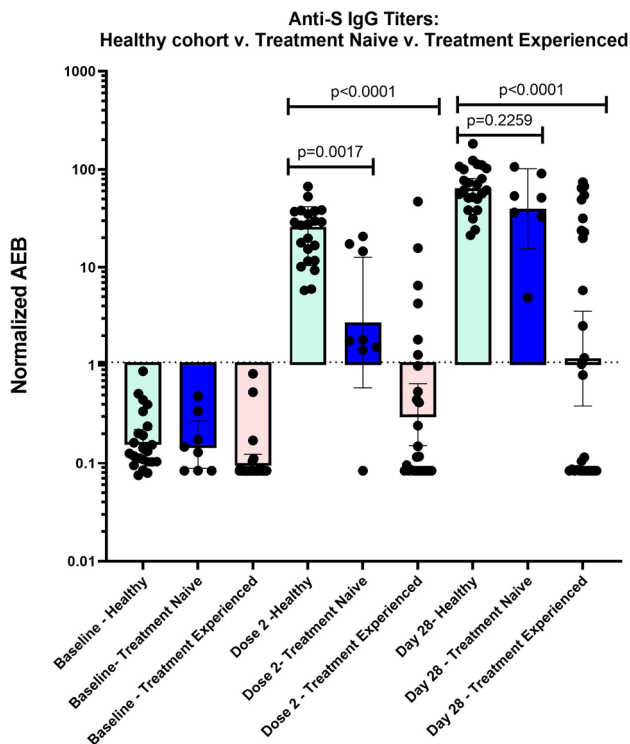 Anti-S IgG Titers:
Healthy cohort v. Treatment Naive v. Treatment Experienced
Normalized AEB
1000
100
10
1
0.1
0.01
p<0.0001
p=0.0017
p<0.0001
p=0.2259
Baseline - Healthy
Baseline- Treatment Naive
Baseline - Treatment Experienced
Dose 2 -Healthy
Dose 2- Treatment Naive
Dose 2 - Treatment Experienced
Day 28- Healthy
Day 28 - Treatment Naive
Day 28 - Treatment Experienced